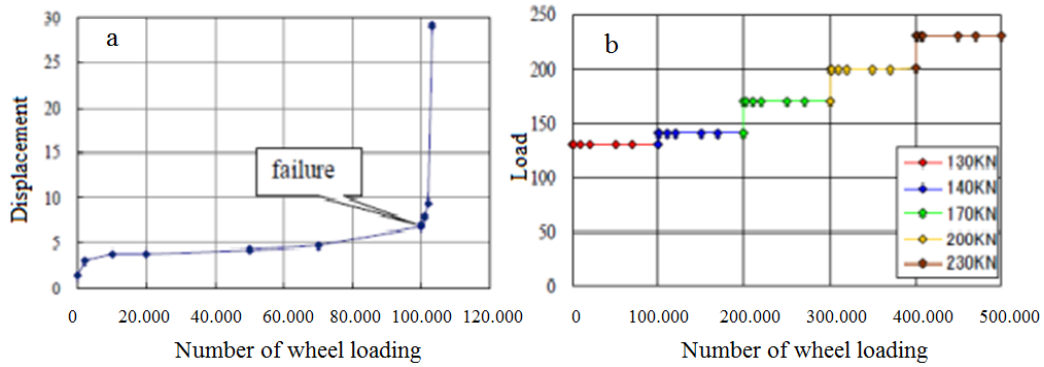 a
30
25
20
15
10
5
0
Displacement
failure
0 20.000 40.000 60.000 80.000 100.000 120.000
Number of wheel loading
b
250
200
150
100
50
0
Load
130KN
140KN
170KN
200KN
230KN
0 100.000 200.000 300.000 400.000 500.000
Number of wheel loading